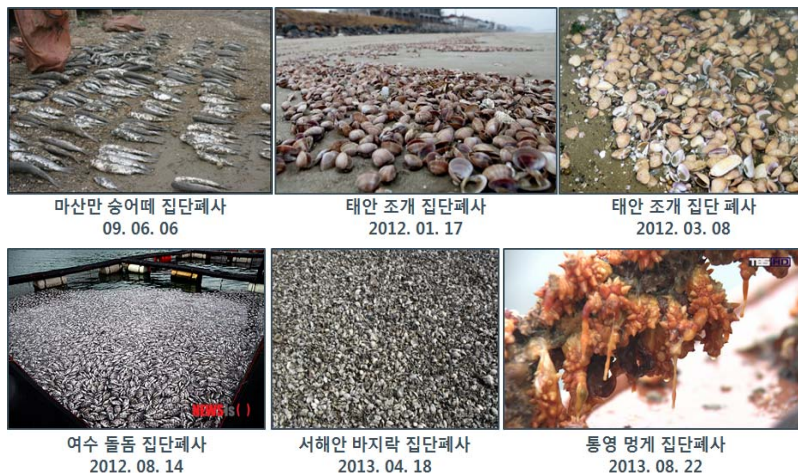 마산만 숭어떼 집단폐사
09. 06. 06
태안 조개 집단폐사
2012. 01. 17
태안 조개 집단 폐사
2012. 03. 08
NEWSis( )
TBSHD
여수 돌돔 집단폐사
2012. 08. 14
서해안 바지락 집단폐사
2013. 04. 18
통영 멍게 집단폐사
2013. 08. 22